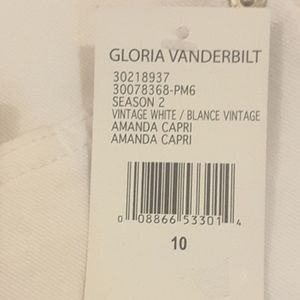 GLORIA VANDERBILT
30218937
30078368-PM6
SEASON 2
VINTAGE WHITE / BLANCE VINTAGE
AMANDA CAPRI
AMANDA CAPRI
0 08866 53301 4
10